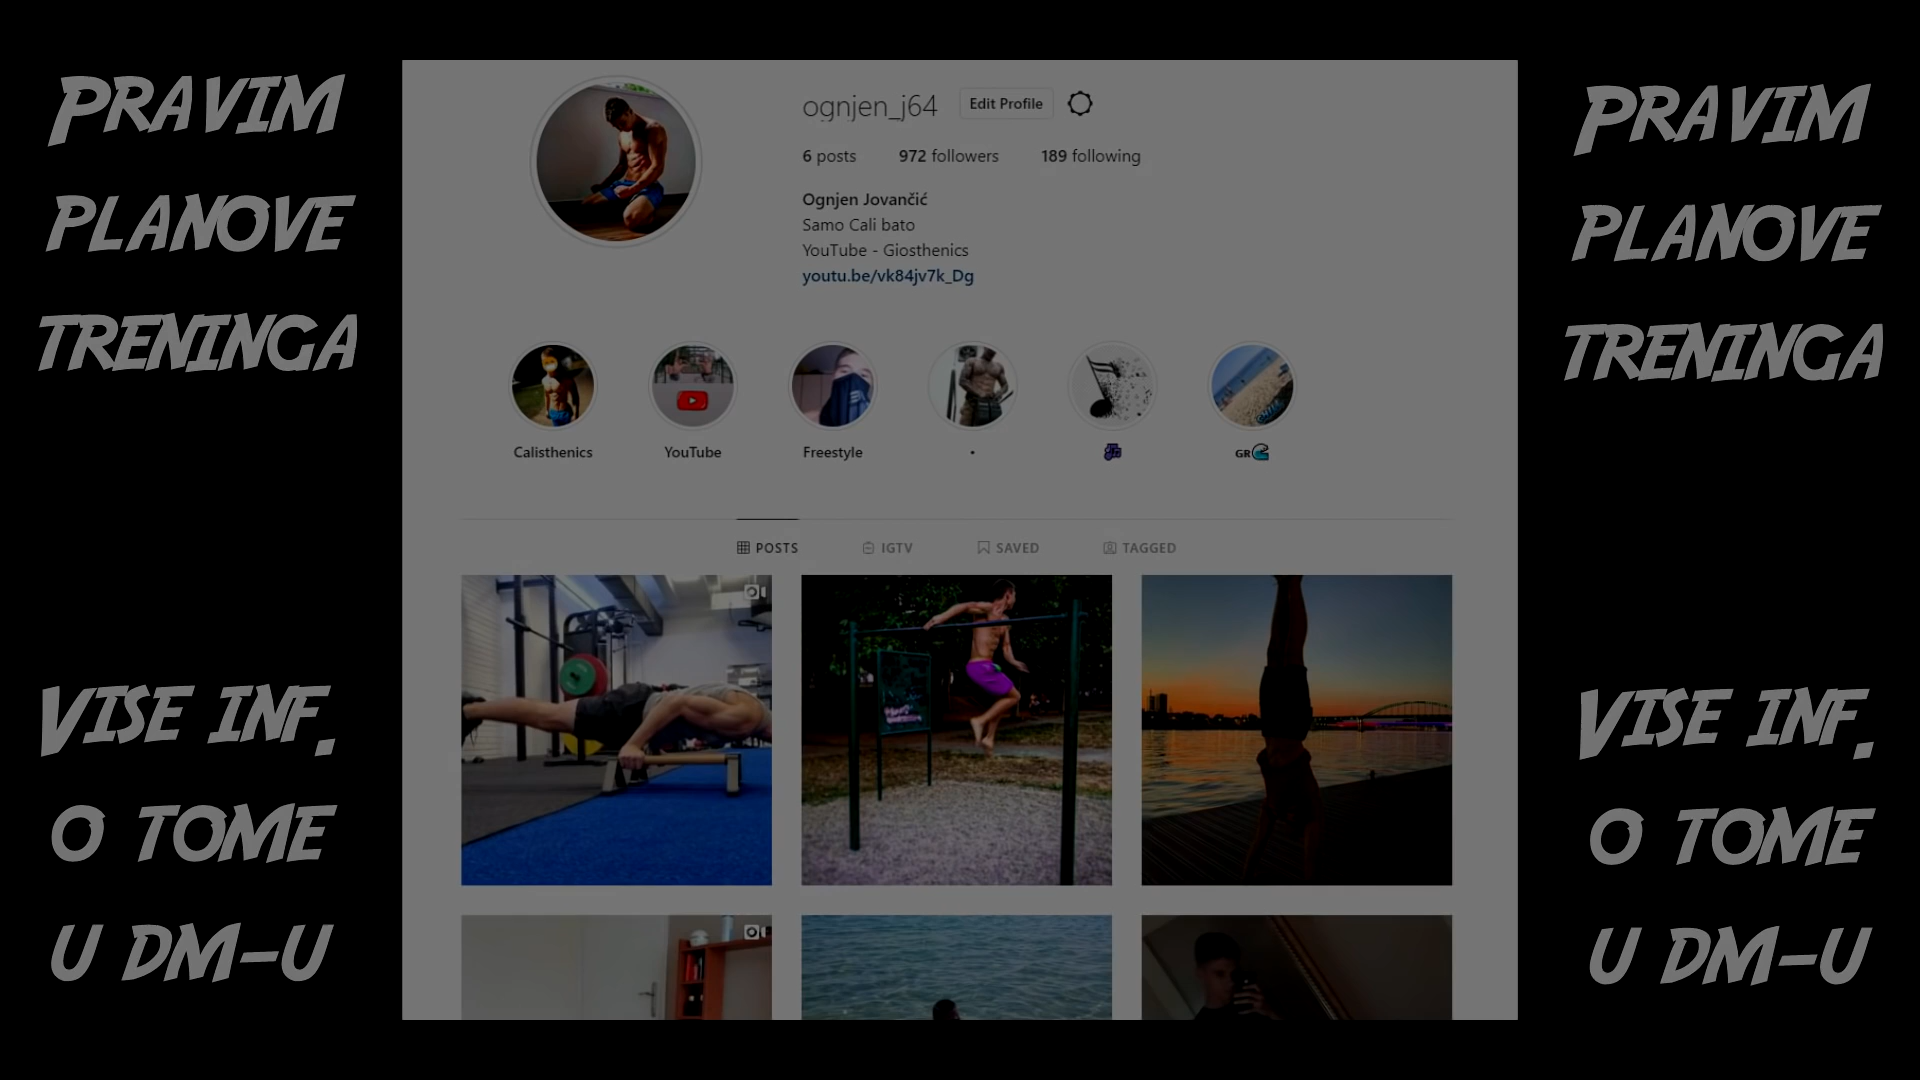 PRAVIM
PLANOVE
TRENINGA
VISE INF.
O TOME
U DM-U
ognjen_j64 Edit Profile
6 posts 972 followers 189 following
Ognjen Jovančić
Samo Cali bato
YouTube - Giosthenics
youtu.be/vk84jv7k_Dg
Calisthenics YouTube Freestyle • GR
POSTS IGTV SAVED TAGGED
PRAVIM
PLANOVE
TRENINGA
VISE INF.
O TOME
U DM-U